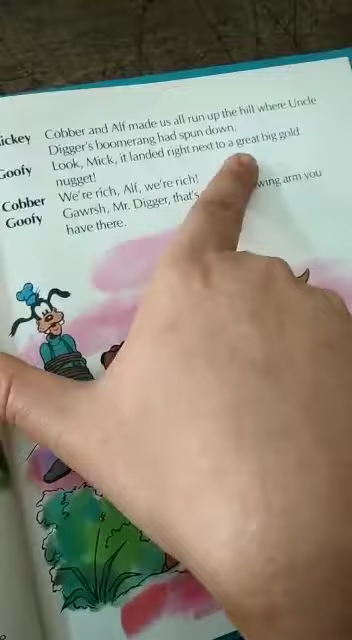 ickey Cobber and Alf made us all run up the hill where Uncle
Digger's boomerang had spun down.
Goofy Look, Mick, it landed right next to a great big gold
nugget!
Cobber We're rich, Alf, we're rich!
Goofy Gawrsh, Mr. Digger, that's wing arm you
have there.